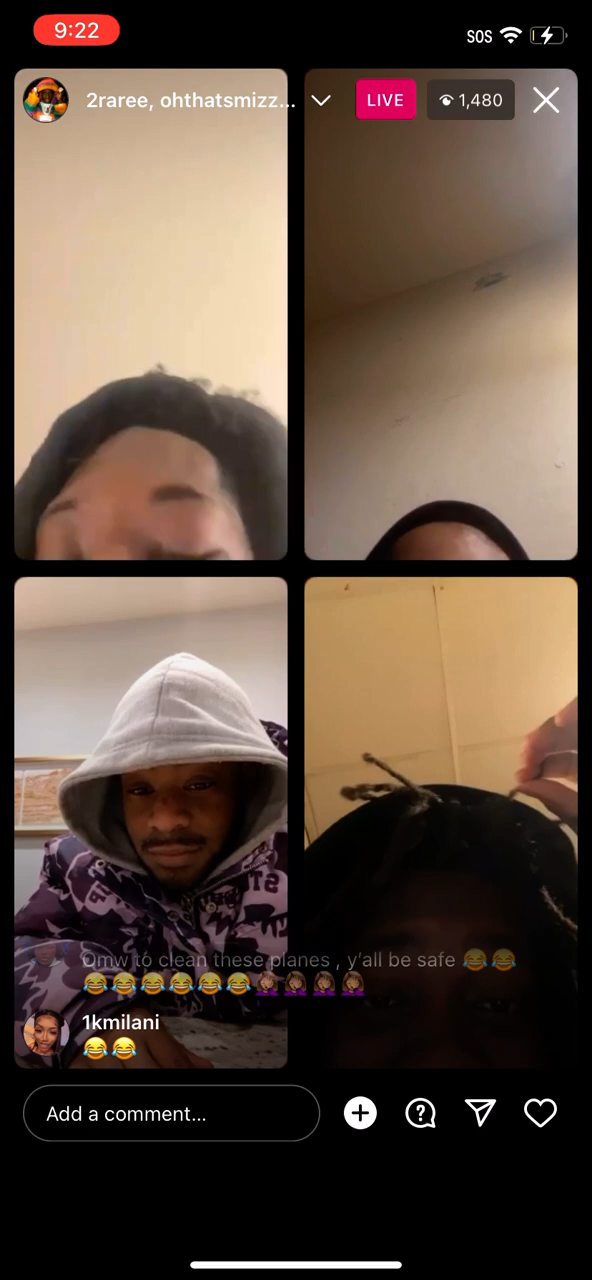 9:22
SOS
2raree, ohthatsmizz...
LIVE
1,480
Omw to clean these planes , y'all be safe 😂😂
😂😂😂😂😂😂🤦🏽‍♀️🤦🏽‍♀️🤦🏽‍♀️🤦🏽‍♀️
1kmilani
😂😂
Add a comment...